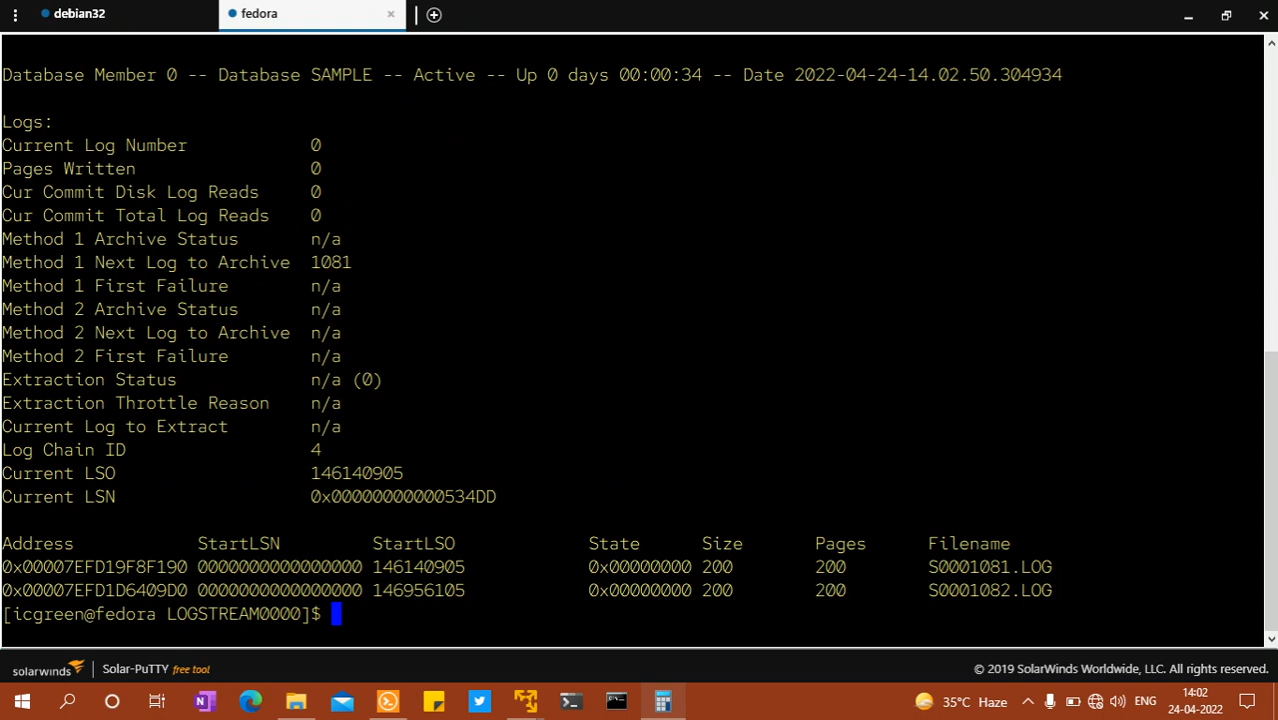 debian32
fedora
Database Member 0 -- Database SAMPLE -- Active -- Up 0 days 00:00:34 -- Date 2022-04-24-14.02.50.304934
Logs:
Current Log Number 0
Pages Written 0
Cur Commit Disk Log Reads 0
Cur Commit Total Log Reads 0
Method 1 Archive Status n/a
Method 1 Next Log to Archive 1081
Method 1 First Failure n/a
Method 2 Archive Status n/a
Method 2 Next Log to Archive n/a
Method 2 First Failure n/a
Extraction Status n/a (0)
Extraction Throttle Reason n/a
Current Log to Extract n/a
Log Chain ID 4
Current LSO 146140905
Current LSN 0x00000000000534DD
Address StartLSN StartLSO State Size Pages Filename
0x00007EFD19F8F190 0000000000000000 146140905 0x00000000 200 200 S0001081.LOG
0x00007EFD1D6409D0 0000000000000000 146956105 0x00000000 200 200 S0001082.LOG
[icgreen@fedora LOGSTREAM0000]$
solarwinds Solar-PuTTY free tool © 2019 SolarWinds Worldwide, LLC. All rights reserved.
35°C Haze ENG 14:02
24-04-2022